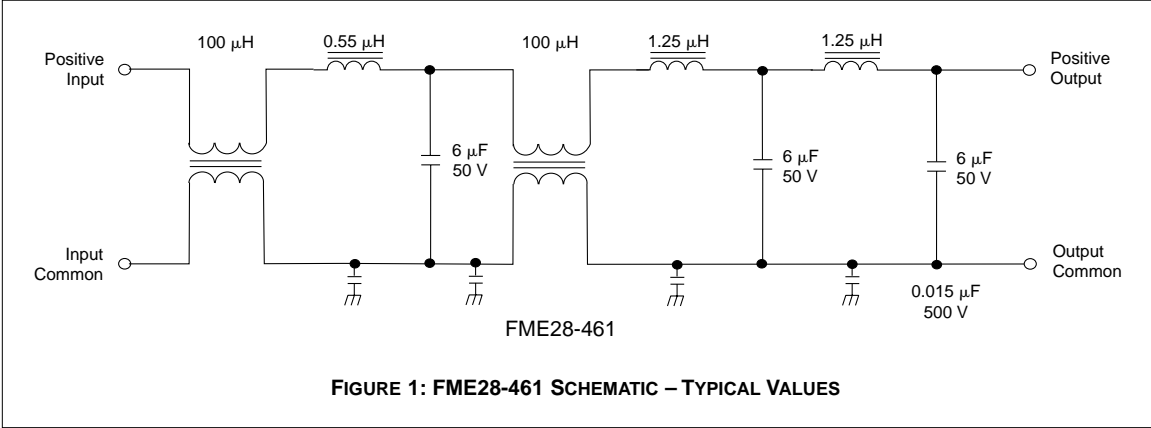 100 μH
0.55 μH
100 μH
1.25 μH
1.25 μH
Positive
Input
Positive
Output
6 μF
50 V
6 μF
50 V
6 μF
50 V
Input
Common
Output
Common
0.015 μF
500 V
FME28-461
FIGURE 1: FME28-461 SCHEMATIC – TYPICAL VALUES